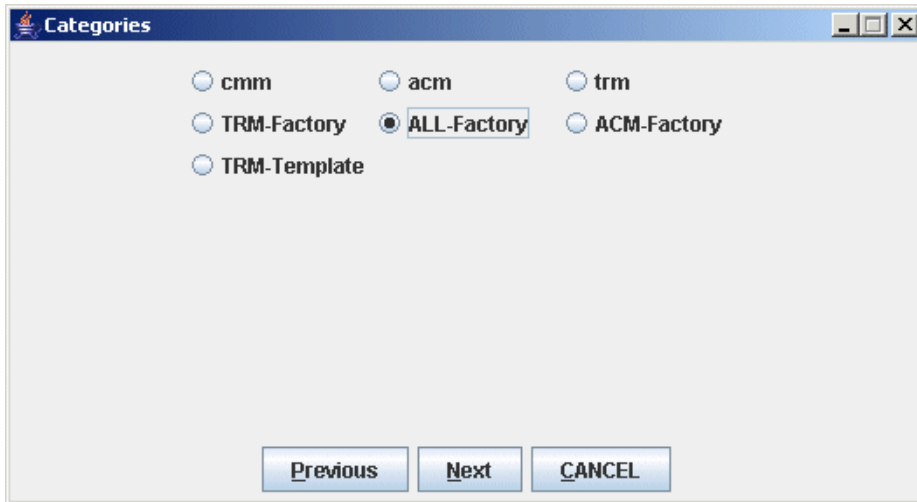 Categories
cmm acm trm
TRM-Factory ALL-Factory ACM-Factory
TRM-Template
Previous Next CANCEL